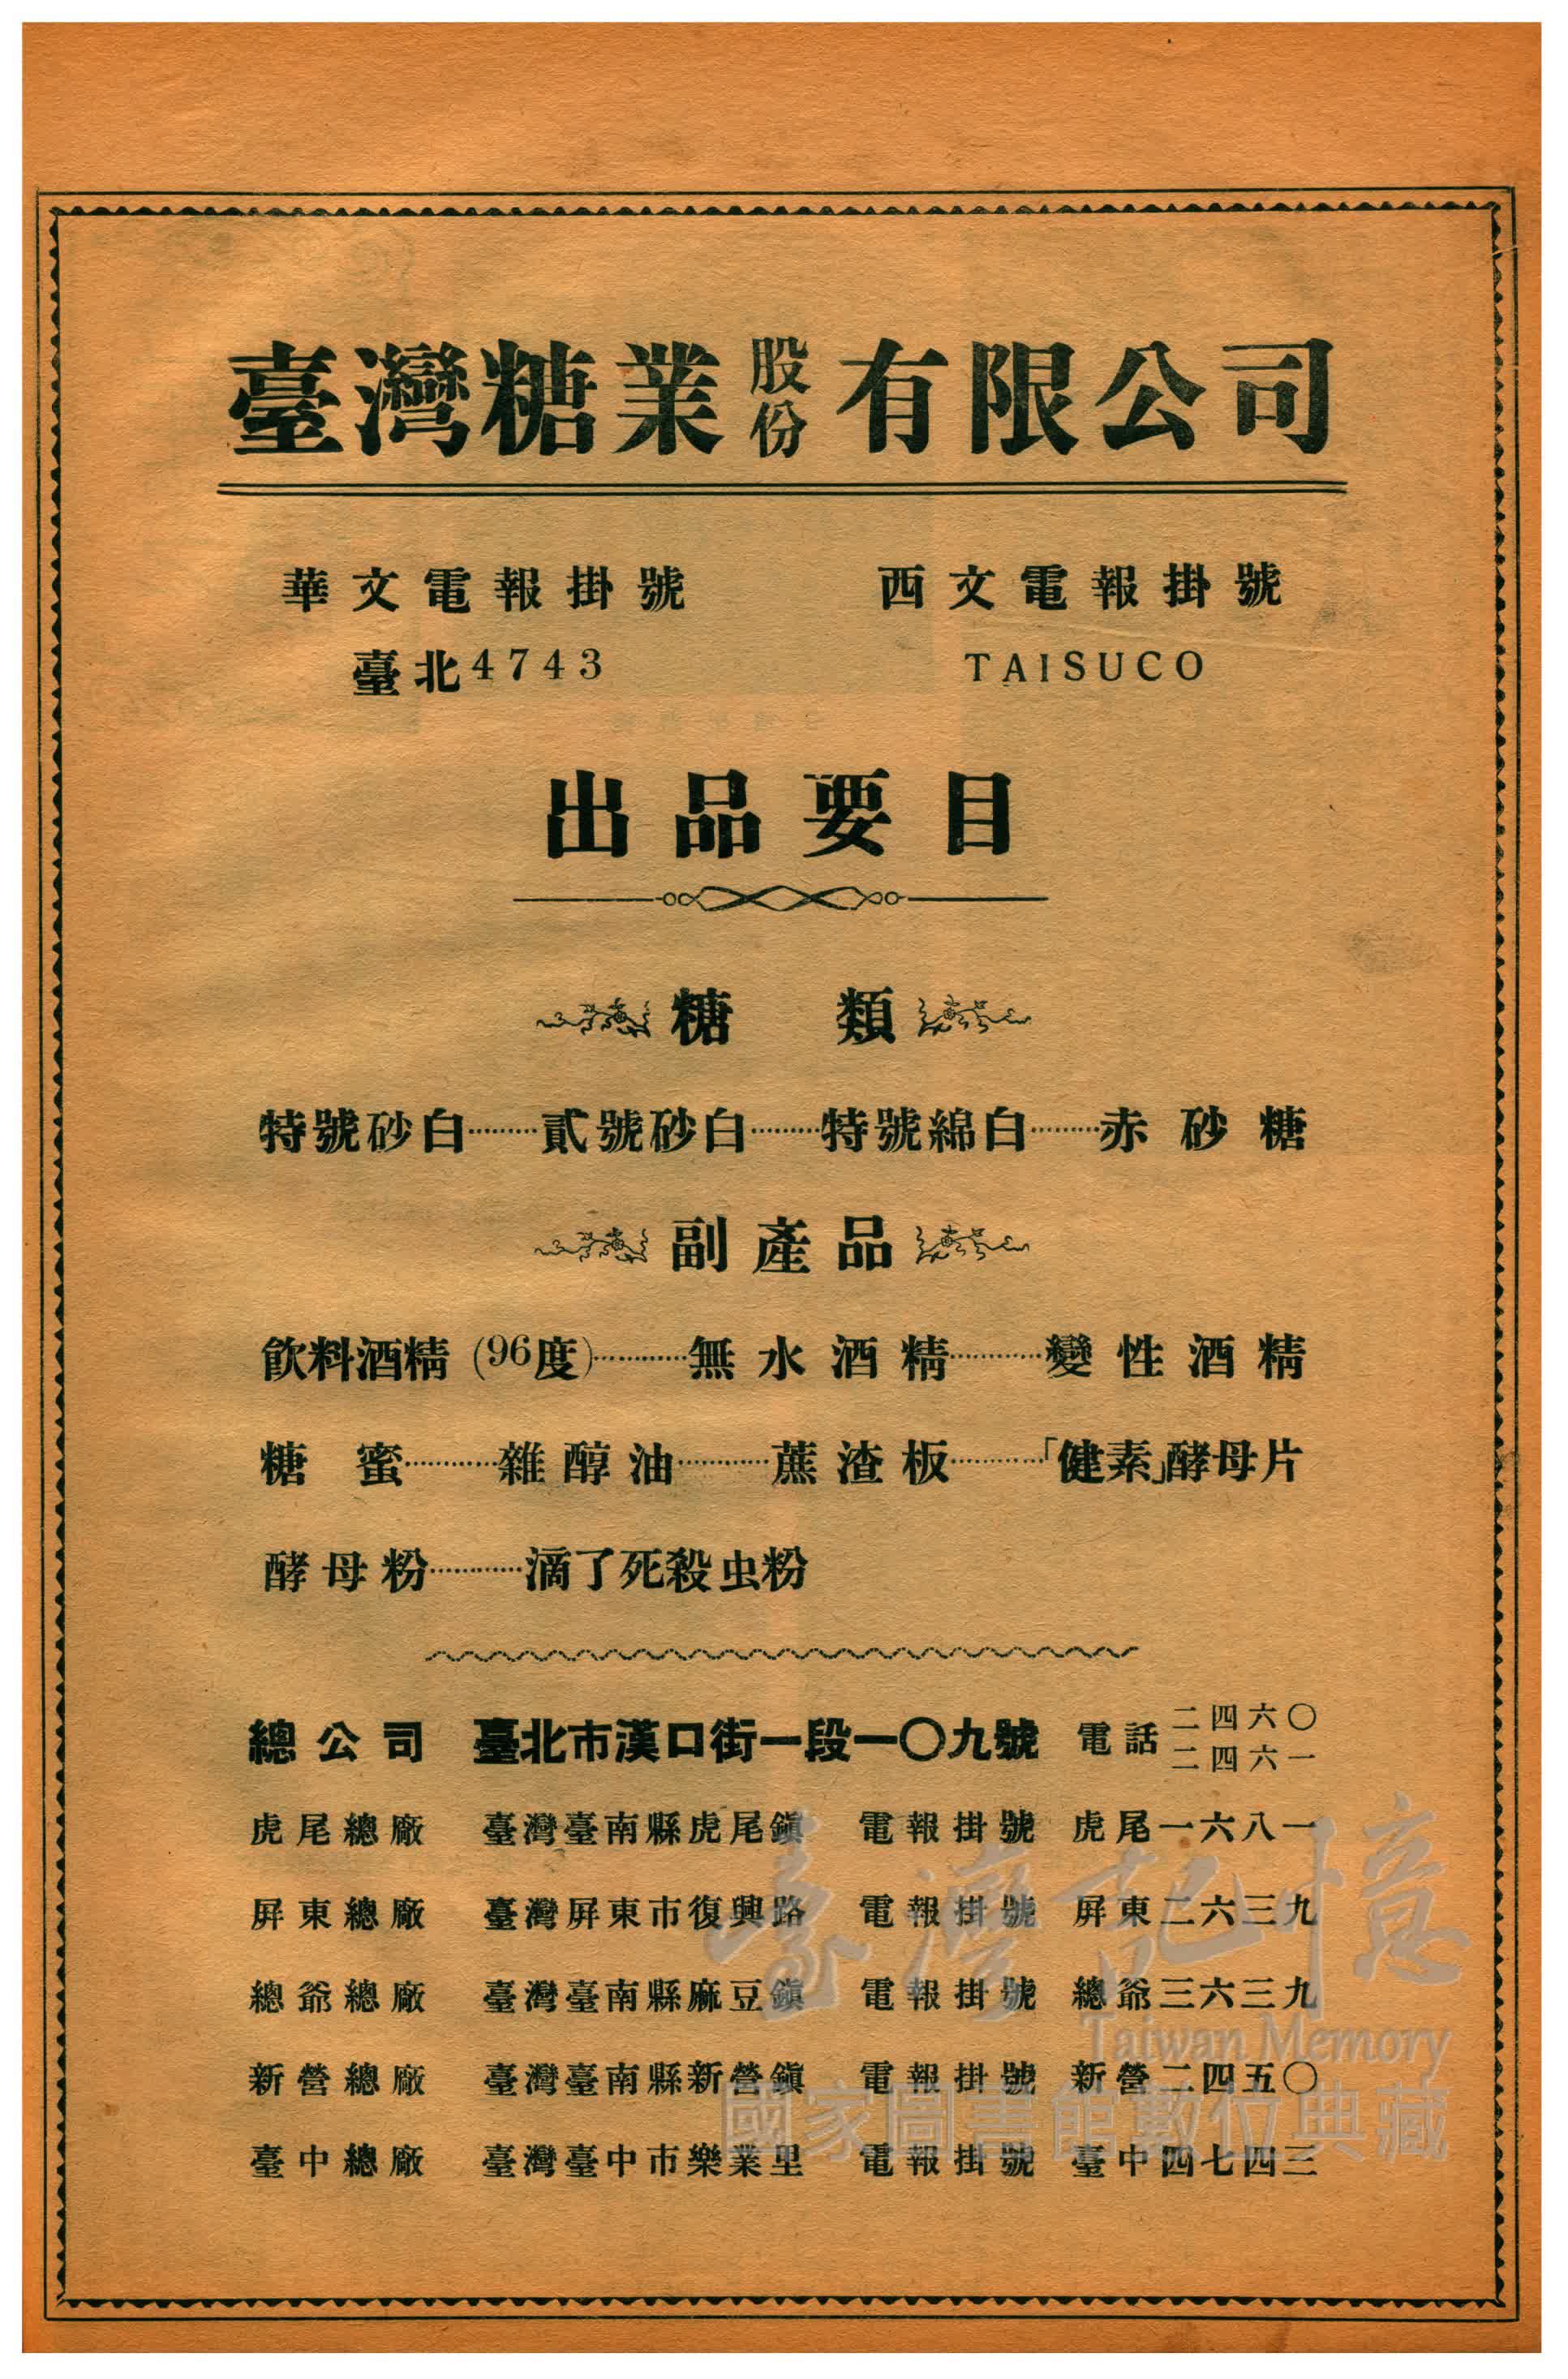 臺灣糖業股份有限公司
華文電報掛號 西文電報掛號
臺北4743 TAISUCO
出品要目
糖類
特號砂白………貳號砂白………特號綿白………赤砂糖
副產品
飲料酒精(96度)…………無水酒精…………變性酒精
糖蜜…………雜醇油…………蔗渣板…………「健素」酵母片
酵母粉…………滴了死殺虫粉
總公司 臺北市漢口街一段一〇九號 電話 二四六〇 二四六一
虎尾總廠 臺灣臺南縣虎尾鎭 電報掛號 虎尾一六八一
屏東總廠 臺灣屏東市復興路 電報掛號 屏東二六三九
總爺總廠 臺灣臺南縣麻豆鎭 電報掛號 總爺三六三九
新營總廠 臺灣臺南縣新營鎭 電報掛號 新營二四五〇
臺中總廠 臺灣臺中市樂業里 電報掛號 臺中四七四三
臺灣記憶
Taiwan Memory
國家圖書館數位典藏